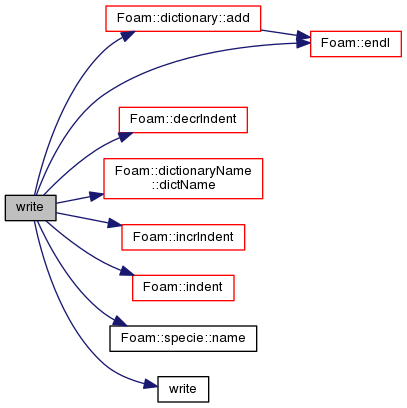 Foam::dictionary::add
Foam::endl
Foam::decrIndent
Foam::dictionaryName
::dictName
write
Foam::incrIndent
Foam::indent
Foam::specie::name
write